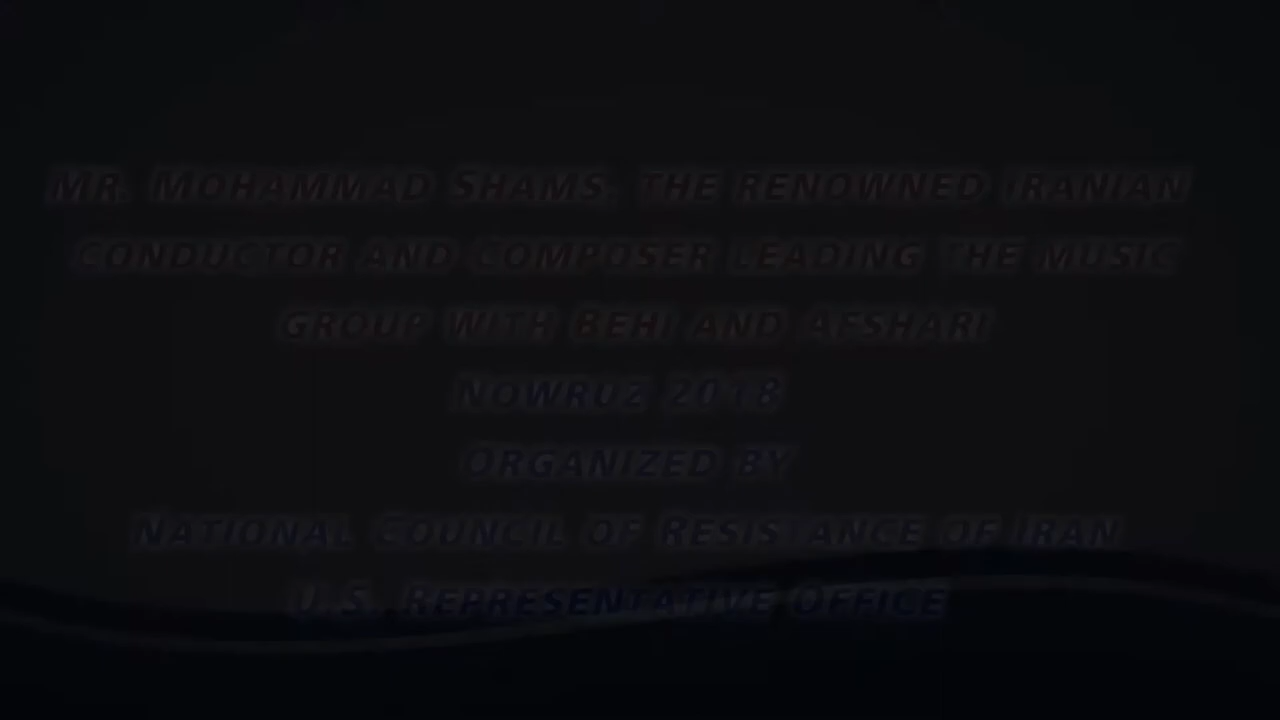 Mr. Mohammad Shams, the renowned Iranian
conductor and composer leading the music
group with Behi and Afshari
Nowruz 2018
Organized by
National Council of Resistance of Iran
U.S. Representative Office